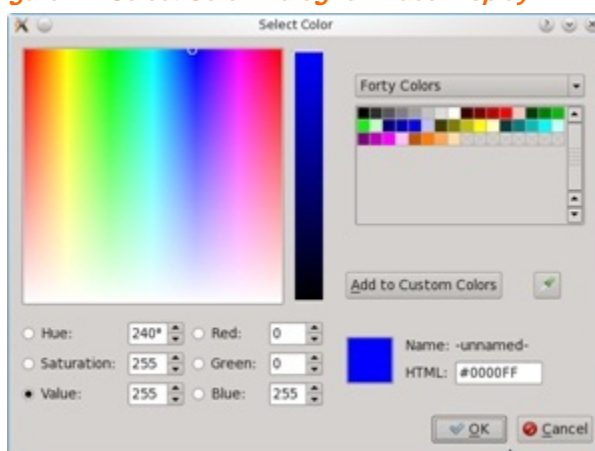 Select Color
Forty Colors
Add to Custom Colors
Hue: 240°
Saturation: 255
Value: 255
Red: 0
Green: 0
Blue: 255
Name: -unnamed-
HTML: #0000FF
OK
Cancel